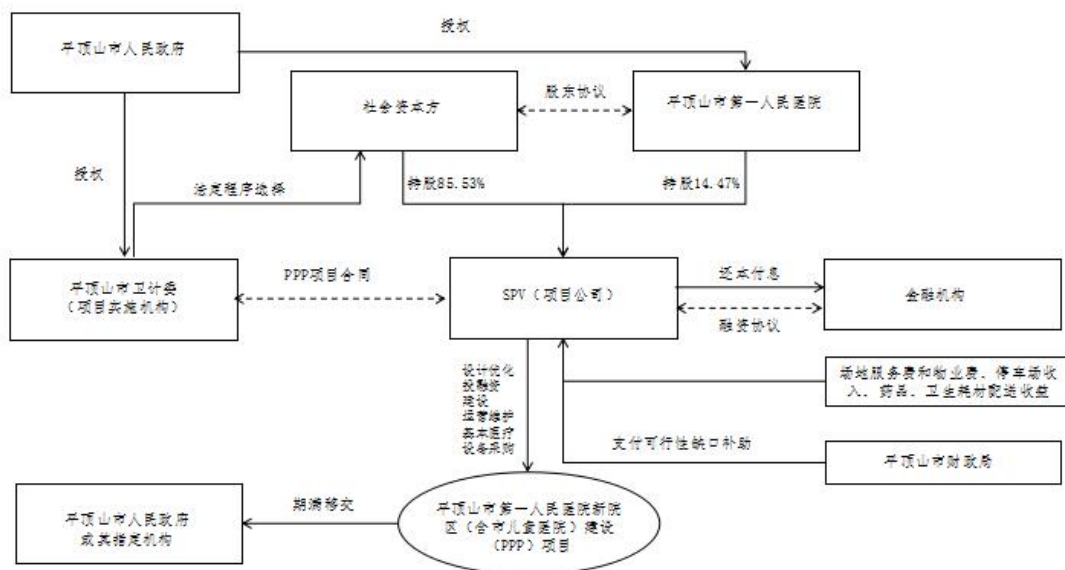 授权
平顶山市人民政府
社会资本方
股东协议
平顶山市第一人民医院
授权
法定程序选择
持股85.53%
持股14.47%
平顶山市卫计委
（项目实施机构）
PPP项目合同
SPV（项目公司）
还本付息
融资协议
金融机构
设计优化
投融资
建设
运营维护
基本医疗
设备采购
场地服务费和物业费、停车场收
入、药品、卫生耗材配送收益
支付可行性缺口补助
平顶山市财政局
平顶山市人民政府
或其指定机构
期满移交
平顶山市第一人民医院新院
区（含市儿童医院）建设
（PPP）项目